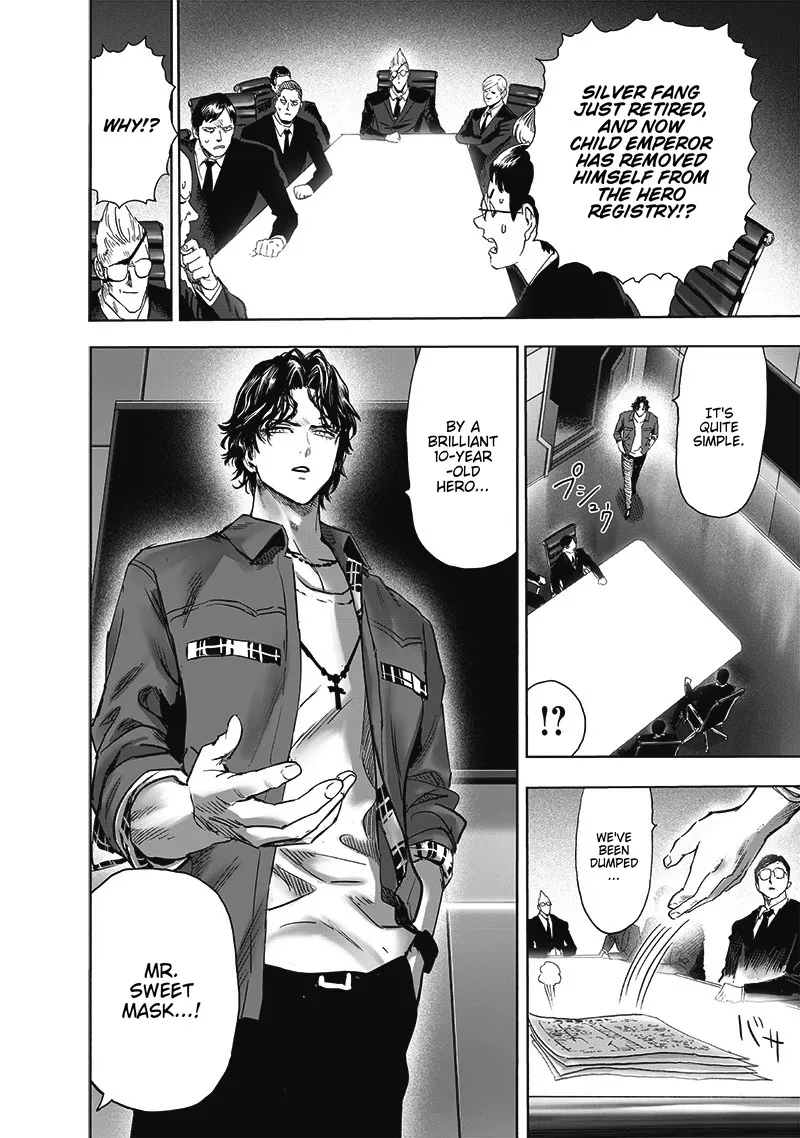 SILVER FANG
JUST RETIRED,
AND NOW
CHILD EMPEROR
HAS REMOVED
HIMSELF FROM
THE HERO
REGISTRY!?
WHY!?
IT'S
QUITE
SIMPLE.
プシュウ
!?
WE'VE
BEEN
DUMPED
...
バサ
BY A
BRILLIANT
10-YEAR
-OLD
HERO...
MR.
SWEET
MASK...!